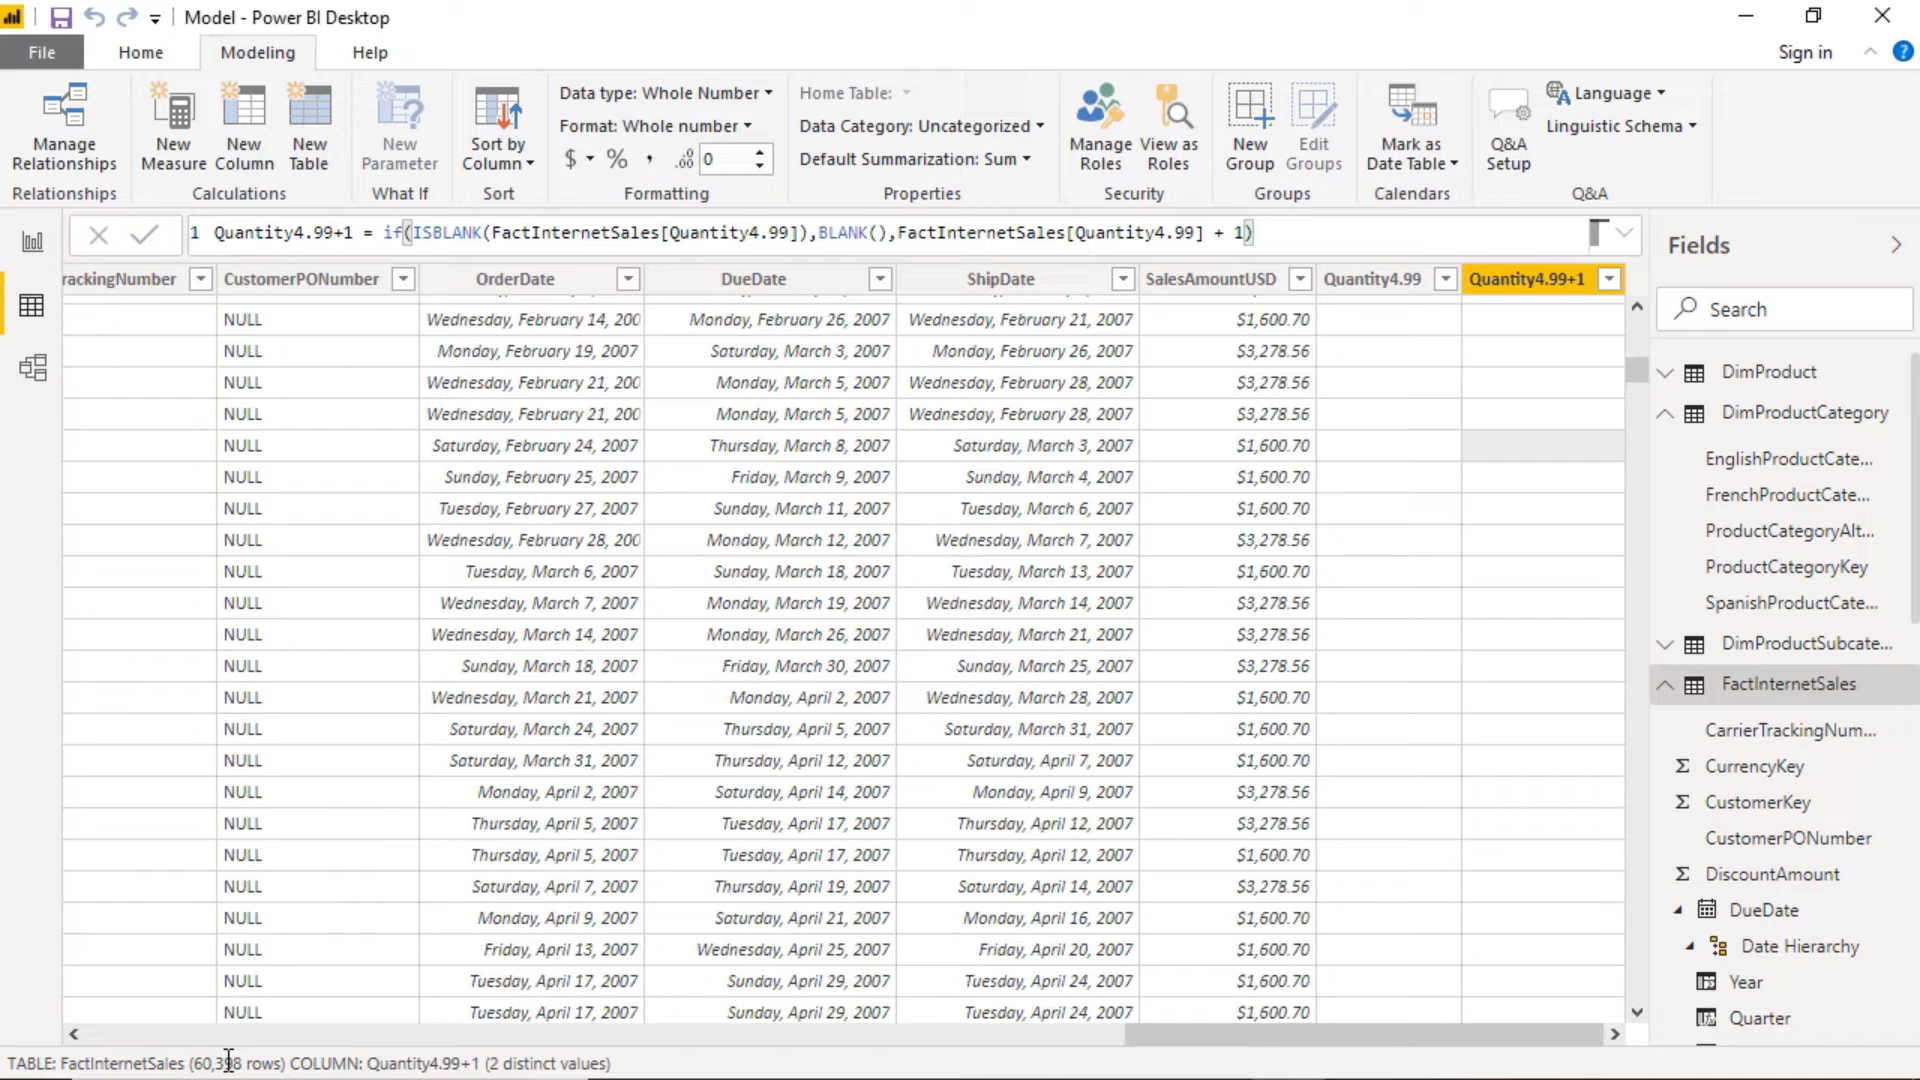 Model - Power BI Desktop
File Home Modeling Help Sign in
Manage Relationships
New Measure
New Column
New Table
New Parameter
Sort by Column
Data type: Whole Number
Format: Whole number
$ % , .00 0
Home Table:
Data Category: Uncategorized
Default Summarization: Sum
Manage Roles
View as Roles
New Group
Edit Groups
Mark as Date Table
Q&A Setup
Language
Linguistic Schema
Relationships Calculations What If Sort Formatting Properties Security Groups Calendars Q&A
1 Quantity4.99+1 = if(ISBLANK(FactInternetSales[Quantity4.99]),BLANK(),FactInternetSales[Quantity4.99] + 1)
rackingNumber CustomerPONumber OrderDate DueDate ShipDate SalesAmountUSD Quantity4.99 Quantity4.99+1
NULL Wednesday, February 14, 200 Monday, February 26, 2007 Wednesday, February 21, 2007 $1,600.70
NULL Monday, February 19, 2007 Saturday, March 3, 2007 Monday, February 26, 2007 $3,278.56
NULL Wednesday, February 21, 200 Monday, March 5, 2007 Wednesday, February 28, 2007 $3,278.56
NULL Wednesday, February 21, 200 Monday, March 5, 2007 Wednesday, February 28, 2007 $3,278.56
NULL Saturday, February 24, 2007 Thursday, March 8, 2007 Saturday, March 3, 2007 $1,600.70
NULL Sunday, February 25, 2007 Friday, March 9, 2007 Sunday, March 4, 2007 $1,600.70
NULL Tuesday, February 27, 2007 Sunday, March 11, 2007 Tuesday, March 6, 2007 $1,600.70
NULL Wednesday, February 28, 200 Monday, March 12, 2007 Wednesday, March 7, 2007 $3,278.56
NULL Tuesday, March 6, 2007 Sunday, March 18, 2007 Tuesday, March 13, 2007 $1,600.70
NULL Wednesday, March 7, 2007 Monday, March 19, 2007 Wednesday, March 14, 2007 $3,278.56
NULL Wednesday, March 14, 2007 Monday, March 26, 2007 Wednesday, March 21, 2007 $3,278.56
NULL Sunday, March 18, 2007 Friday, March 30, 2007 Sunday, March 25, 2007 $3,278.56
NULL Wednesday, March 21, 2007 Monday, April 2, 2007 Wednesday, March 28, 2007 $1,600.70
NULL Saturday, March 24, 2007 Thursday, April 5, 2007 Saturday, March 31, 2007 $1,600.70
NULL Saturday, March 31, 2007 Thursday, April 12, 2007 Saturday, April 7, 2007 $1,600.70
NULL Monday, April 2, 2007 Saturday, April 14, 2007 Monday, April 9, 2007 $3,278.56
NULL Thursday, April 5, 2007 Tuesday, April 17, 2007 Thursday, April 12, 2007 $3,278.56
NULL Thursday, April 5, 2007 Tuesday, April 17, 2007 Thursday, April 12, 2007 $1,600.70
NULL Saturday, April 7, 2007 Thursday, April 19, 2007 Saturday, April 14, 2007 $3,278.56
NULL Monday, April 9, 2007 Saturday, April 21, 2007 Monday, April 16, 2007 $1,600.70
NULL Friday, April 13, 2007 Wednesday, April 25, 2007 Friday, April 20, 2007 $1,600.70
NULL Tuesday, April 17, 2007 Sunday, April 29, 2007 Tuesday, April 24, 2007 $1,600.70
NULL Tuesday, April 17, 2007 Sunday, April 29, 2007 Tuesday, April 24, 2007 $1,600.70
Fields
Search
DimProduct
DimProductCategory
EnglishProductCate...
FrenchProductCate...
ProductCategoryAlt...
ProductCategoryKey
SpanishProductCate...
DimProductSubcate...
FactInternetSales
CarrierTrackingNum...
CurrencyKey
CustomerKey
CustomerPONumber
DiscountAmount
DueDate
Date Hierarchy
Year
Quarter
TABLE: FactInternetSales (60,398 rows) COLUMN: Quantity4.99+1 (2 distinct values)